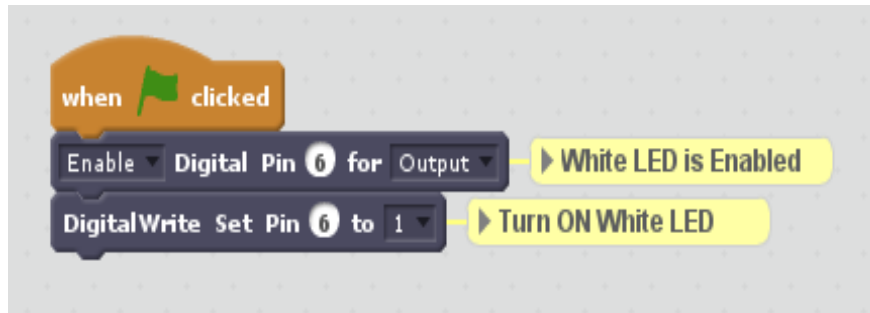 when clicked
Enable Digital Pin 6 for Output White LED is Enabled
DigitalWrite Set Pin 6 to 1 Turn ON White LED